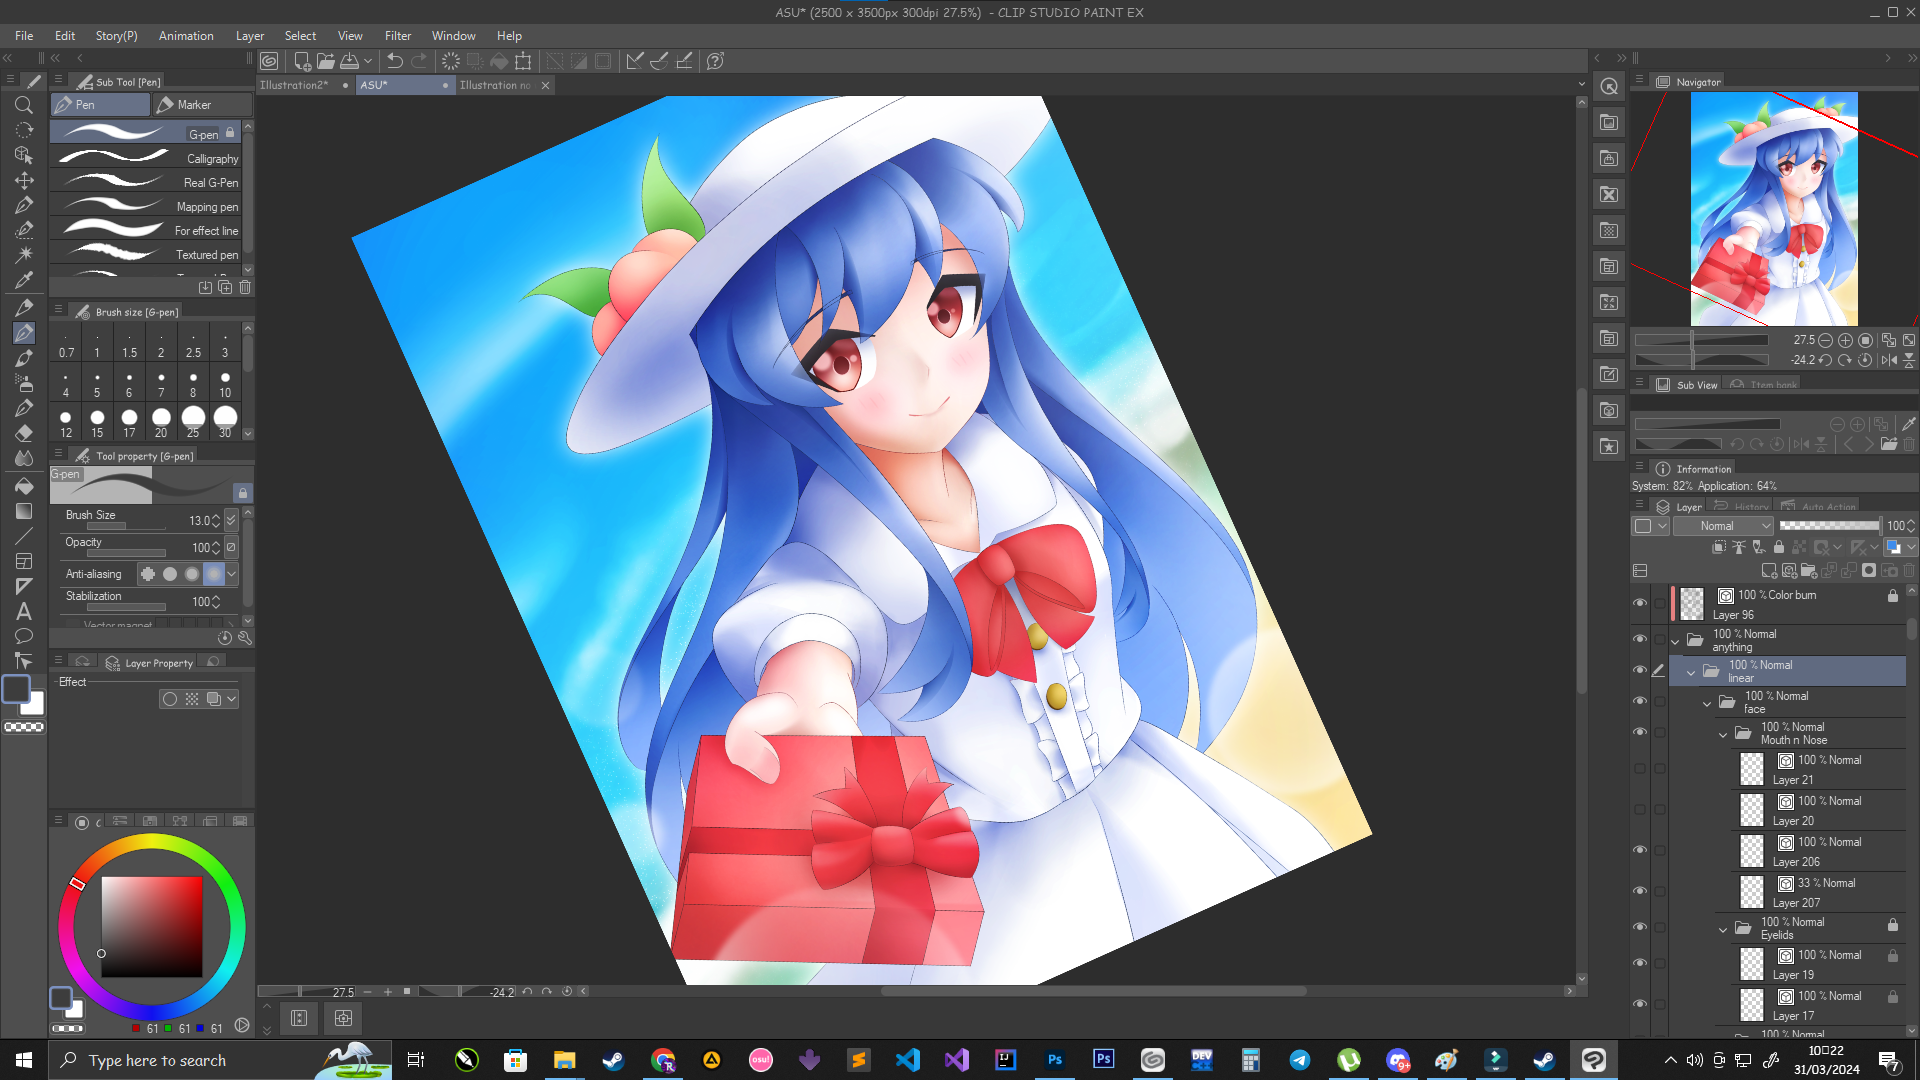 ASU* (2500 x 3500px 300dpi 27.5%) - CLIP STUDIO PAINT EX
File Edit Story(P) Animation Layer Select View Filter Window Help
Sub Tool [Pen]
Illustration2* ASU* Illustration no
Pen Marker
G-pen
Calligraphy
Real G-Pen
Mapping pen
For effect line
Textured pen
Brush size [G-pen]
0.7 1 1.5 2 2.5 3
4 5 6 7 8 10
12 15 17 20 25 30
Tool property [G-pen]
G-pen
Brush Size 13.0
Opacity 100
Anti-aliasing
Stabilization 100
Vector magnet
Layer Property
Effect
61 61 61
27.5 -24.2
Navigator
27.5
-24.2
Sub View Item bank
Information
System: 82% Application: 64%
Layer History Auto Action
Normal 100
100 % Color burn
Layer 96
100 % Normal
anything
100 % Normal
linear
100 % Normal
face
100 % Normal
Mouth n Nose
100 % Normal
Layer 21
100 % Normal
Layer 20
100 % Normal
Layer 206
33 % Normal
Layer 207
100 % Normal
Eyelids
100 % Normal
Layer 19
100 % Normal
Layer 17
100 % Normal
Type here to search
osu!
DEV
Ps
Ps
9+
10:22
31/03/2024
7